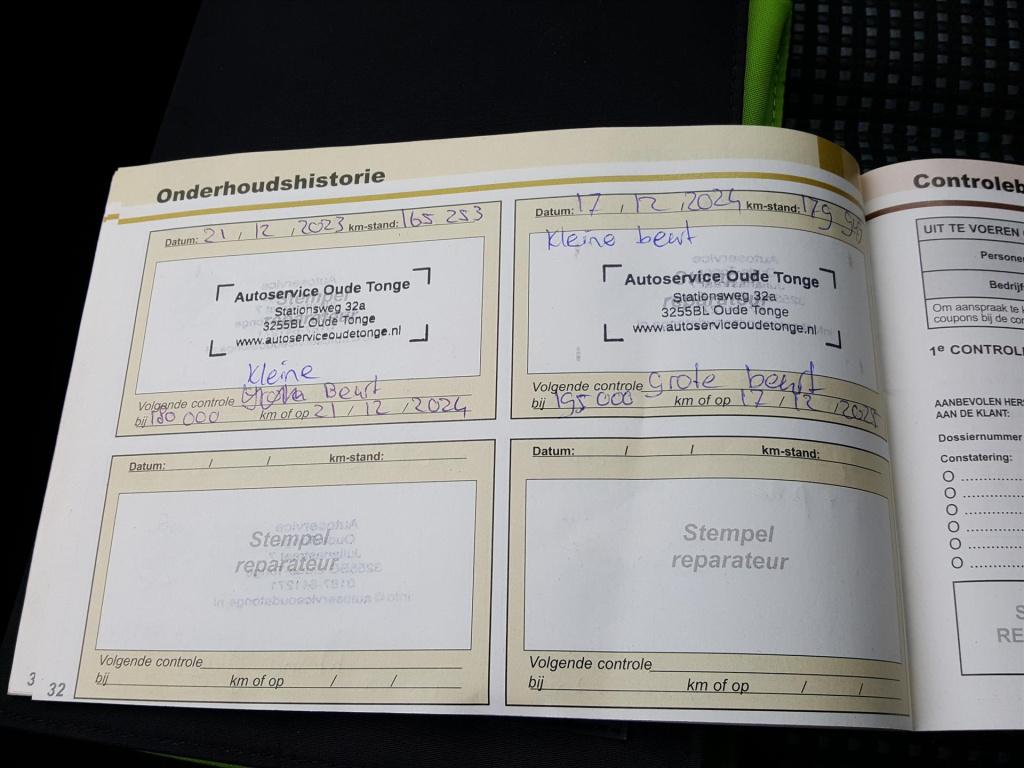 Onderhoudshistorie
Datum: 21 / 12 / 2023 km-stand: 165 253
Autoservice Oude Tonge
Stationsweg 32a
3255BL Oude Tonge
www.autoserviceoudetonge.nl
Kleine
Volgende controle Beurt
bij 180 000 km of op 21 / 12 / 2024
Datum: 17 / 12 / 2024 km-stand: 179
Kleine beurt
Autoservice Oude Tonge
Stationsweg 32a
3255BL Oude Tonge
www.autoserviceoudetonge.nl
Volgende controle grote beurt
bij 195 000 km of op 17 / 12 / 2025
Datum: / / km-stand:
Stempel
reparateur
Volgende controle
bij km of op / /
Datum: / / km-stand:
Stempel
reparateur
Volgende controle
bij km of op / /
3
32
Controleb
UIT TE VOEREN
Persone
Bedrijf
Om aanspraak te
coupons bij de co
1e CONTROL
AANBEVOLEN HERS
AAN DE KLANT:
Dossiernummer
Constatering:
S
RE